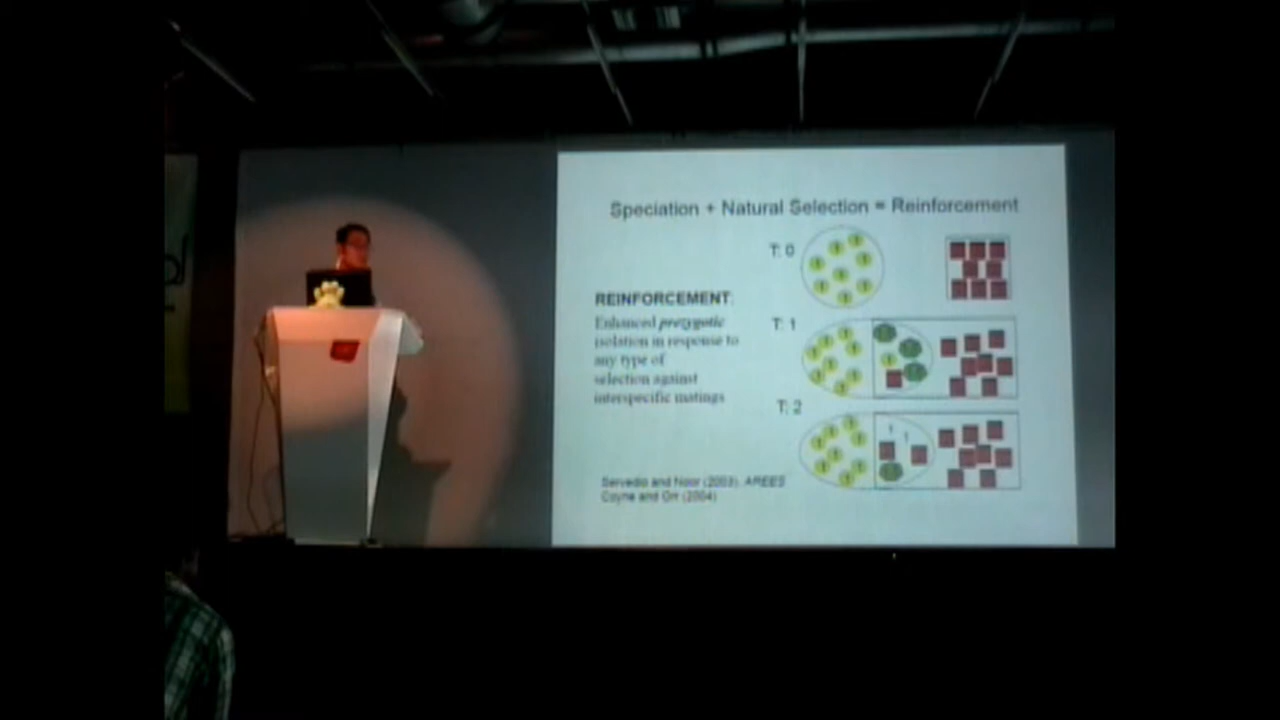 Speciation + Natural Selection = Reinforcement
T: 0
REINFORCEMENT:
Enhanced prezygotic
isolation in response to
any type of
selection against
interspecific matings
T: 1
T: 2
Servedio and Noor (2003). AREES
Coyne and Orr (2004)